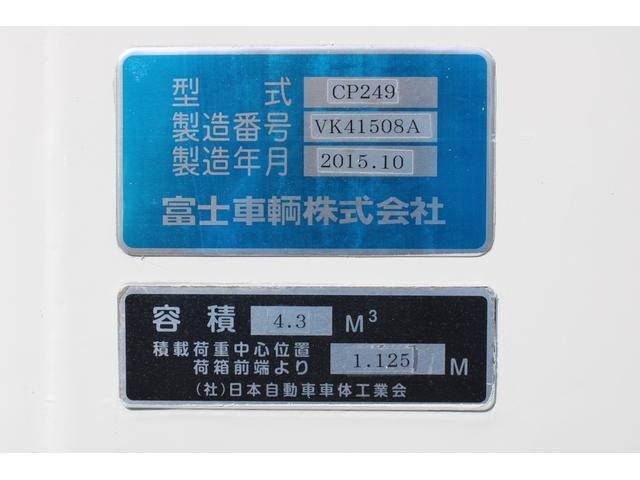 型 式 CP249
製造番号 VK41508A
製造年月 2015.10
富士車輌株式会社
容積 4.3 M³
積載荷重中心位置
荷箱前端より 1.125 M
(社)日本自動車車体工業会